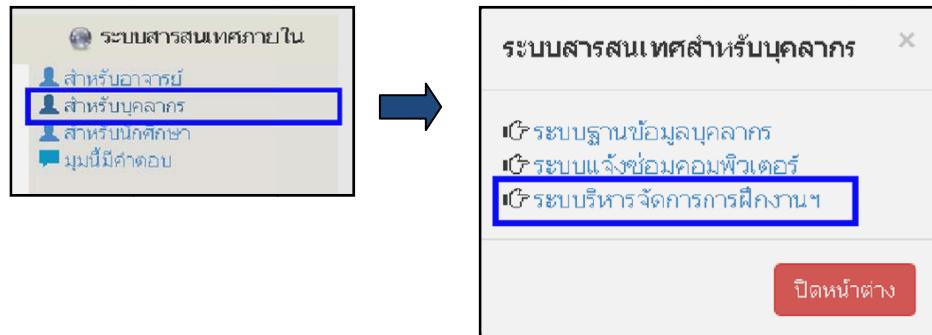 ระบบสารสนเทศภายใน
สำหรับอาจารย์
สำหรับบุคลากร
สำหรับนักศึกษา
มุมนี้มีคำตอบ
ระบบสารสนเทศสำหรับบุคลากร
×
ระบบฐานข้อมูลบุคลากร
ระบบแจ้งซ่อมคอมพิวเตอร์
ระบบริหารจัดการการฝึกงานฯ
ปิดหน้าต่าง